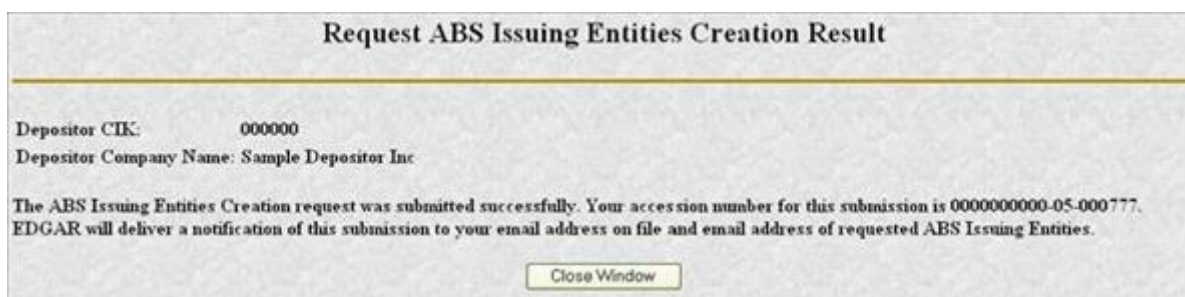 Request ABS Issuing Entities Creation Result
Depositor CIK: 000000
Depositor Company Name: Sample Depositor Inc
The ABS Issuing Entities Creation request was submitted successfully. Your accession number for this submission is 0000000000-05-000777.
EDGAR will deliver a notification of this submission to your email address on file and email address of requested ABS Issuing Entities.
Close Window